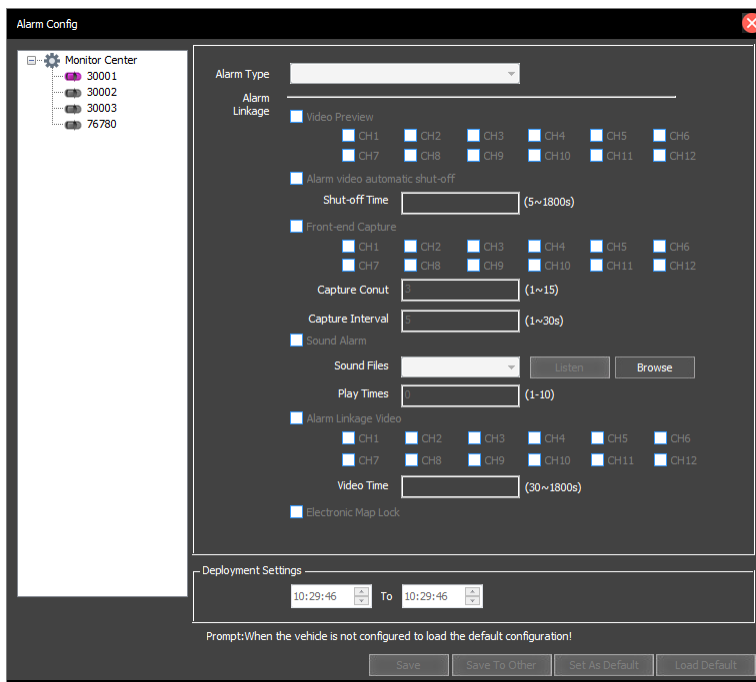 Alarm Config
Monitor Center
30001
30002
30003
76780
Alarm Type
Alarm
Linkage
Video Preview
CH1 CH2 CH3 CH4 CH5 CH6
CH7 CH8 CH9 CH10 CH11 CH12
Alarm video automatic shut-off
Shut-off Time (5~1800s)
Front-end Capture
CH1 CH2 CH3 CH4 CH5 CH6
CH7 CH8 CH9 CH10 CH11 CH12
Capture Conut 3 (1~15)
Capture Interval 5 (1~30s)
Sound Alarm
Sound Files Listen Browse
Play Times 0 (1-10)
Alarm Linkage Video
CH1 CH2 CH3 CH4 CH5 CH6
CH7 CH8 CH9 CH10 CH11 CH12
Video Time (30~1800s)
Electronic Map Lock
Deployment Settings
10:29:46 To 10:29:46
Prompt:When the vehicle is not configured to load the default configuration!
Save Save To Other Set As Default Load Default